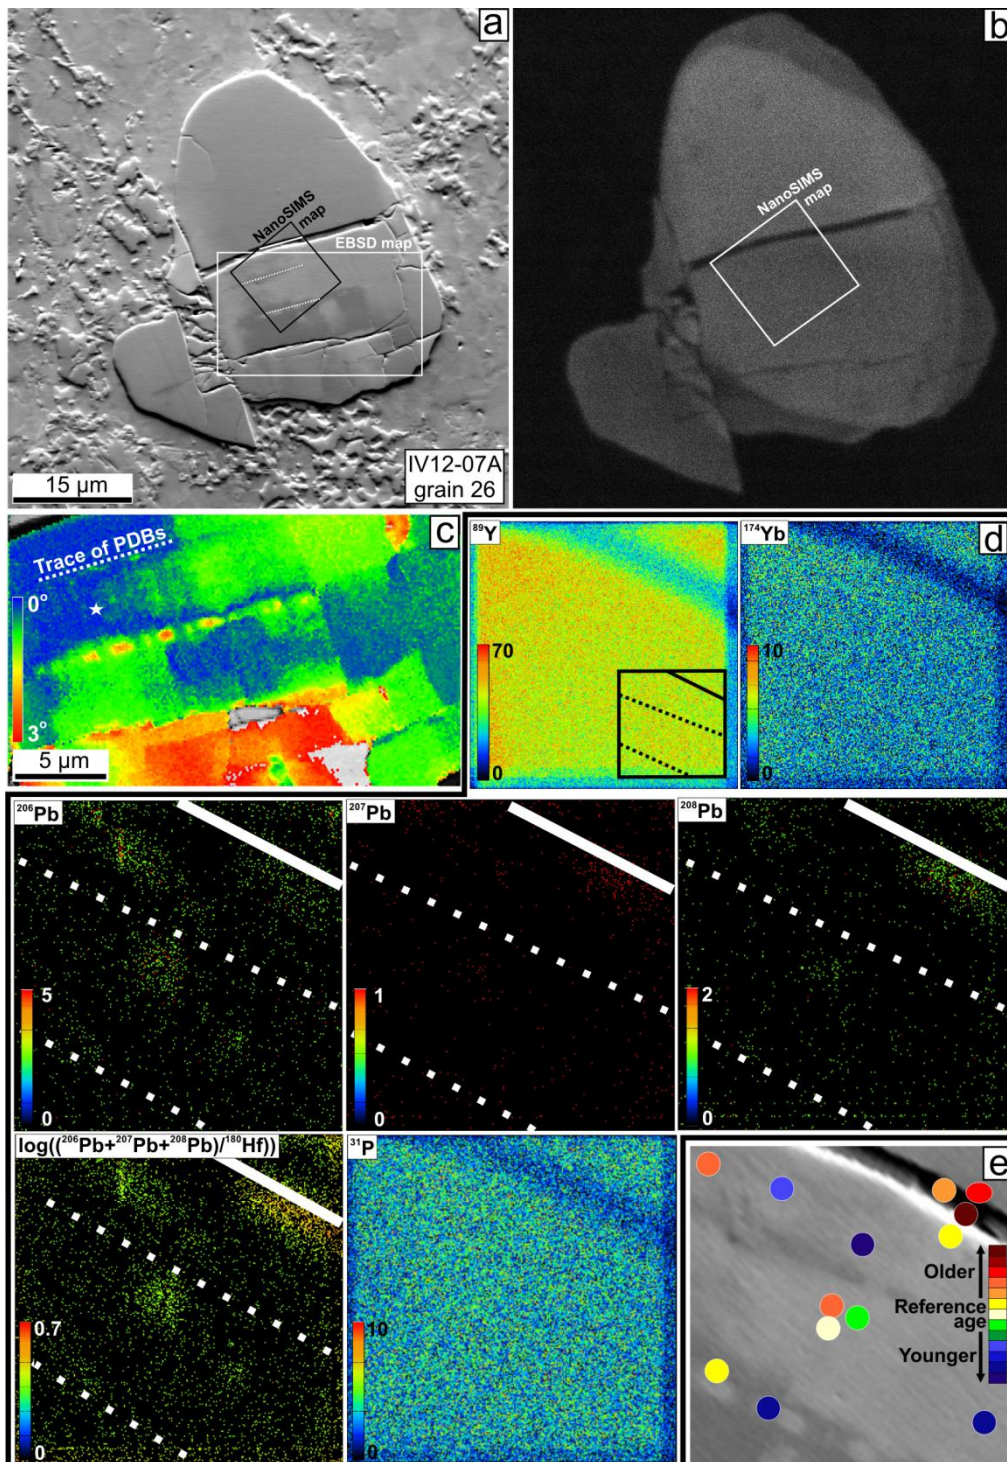 a
NanoSIMS
map
EBSD map
15 µm
IV12-07A
grain 26
b
NanoSIMS
map
c
Trace of PDBs
0°
3°
5 µm
d
⁸⁹Y
70
0
¹⁷⁴Yb
10
0
²⁰⁶Pb
5
0
²⁰⁷Pb
1
0
²⁰⁸Pb
2
0
log((²⁰⁶Pb+²⁰⁷Pb+²⁰⁸Pb)/¹⁸⁰Hf))
0.7
0
³¹P
10
0
e
Older
Reference
age
Younger